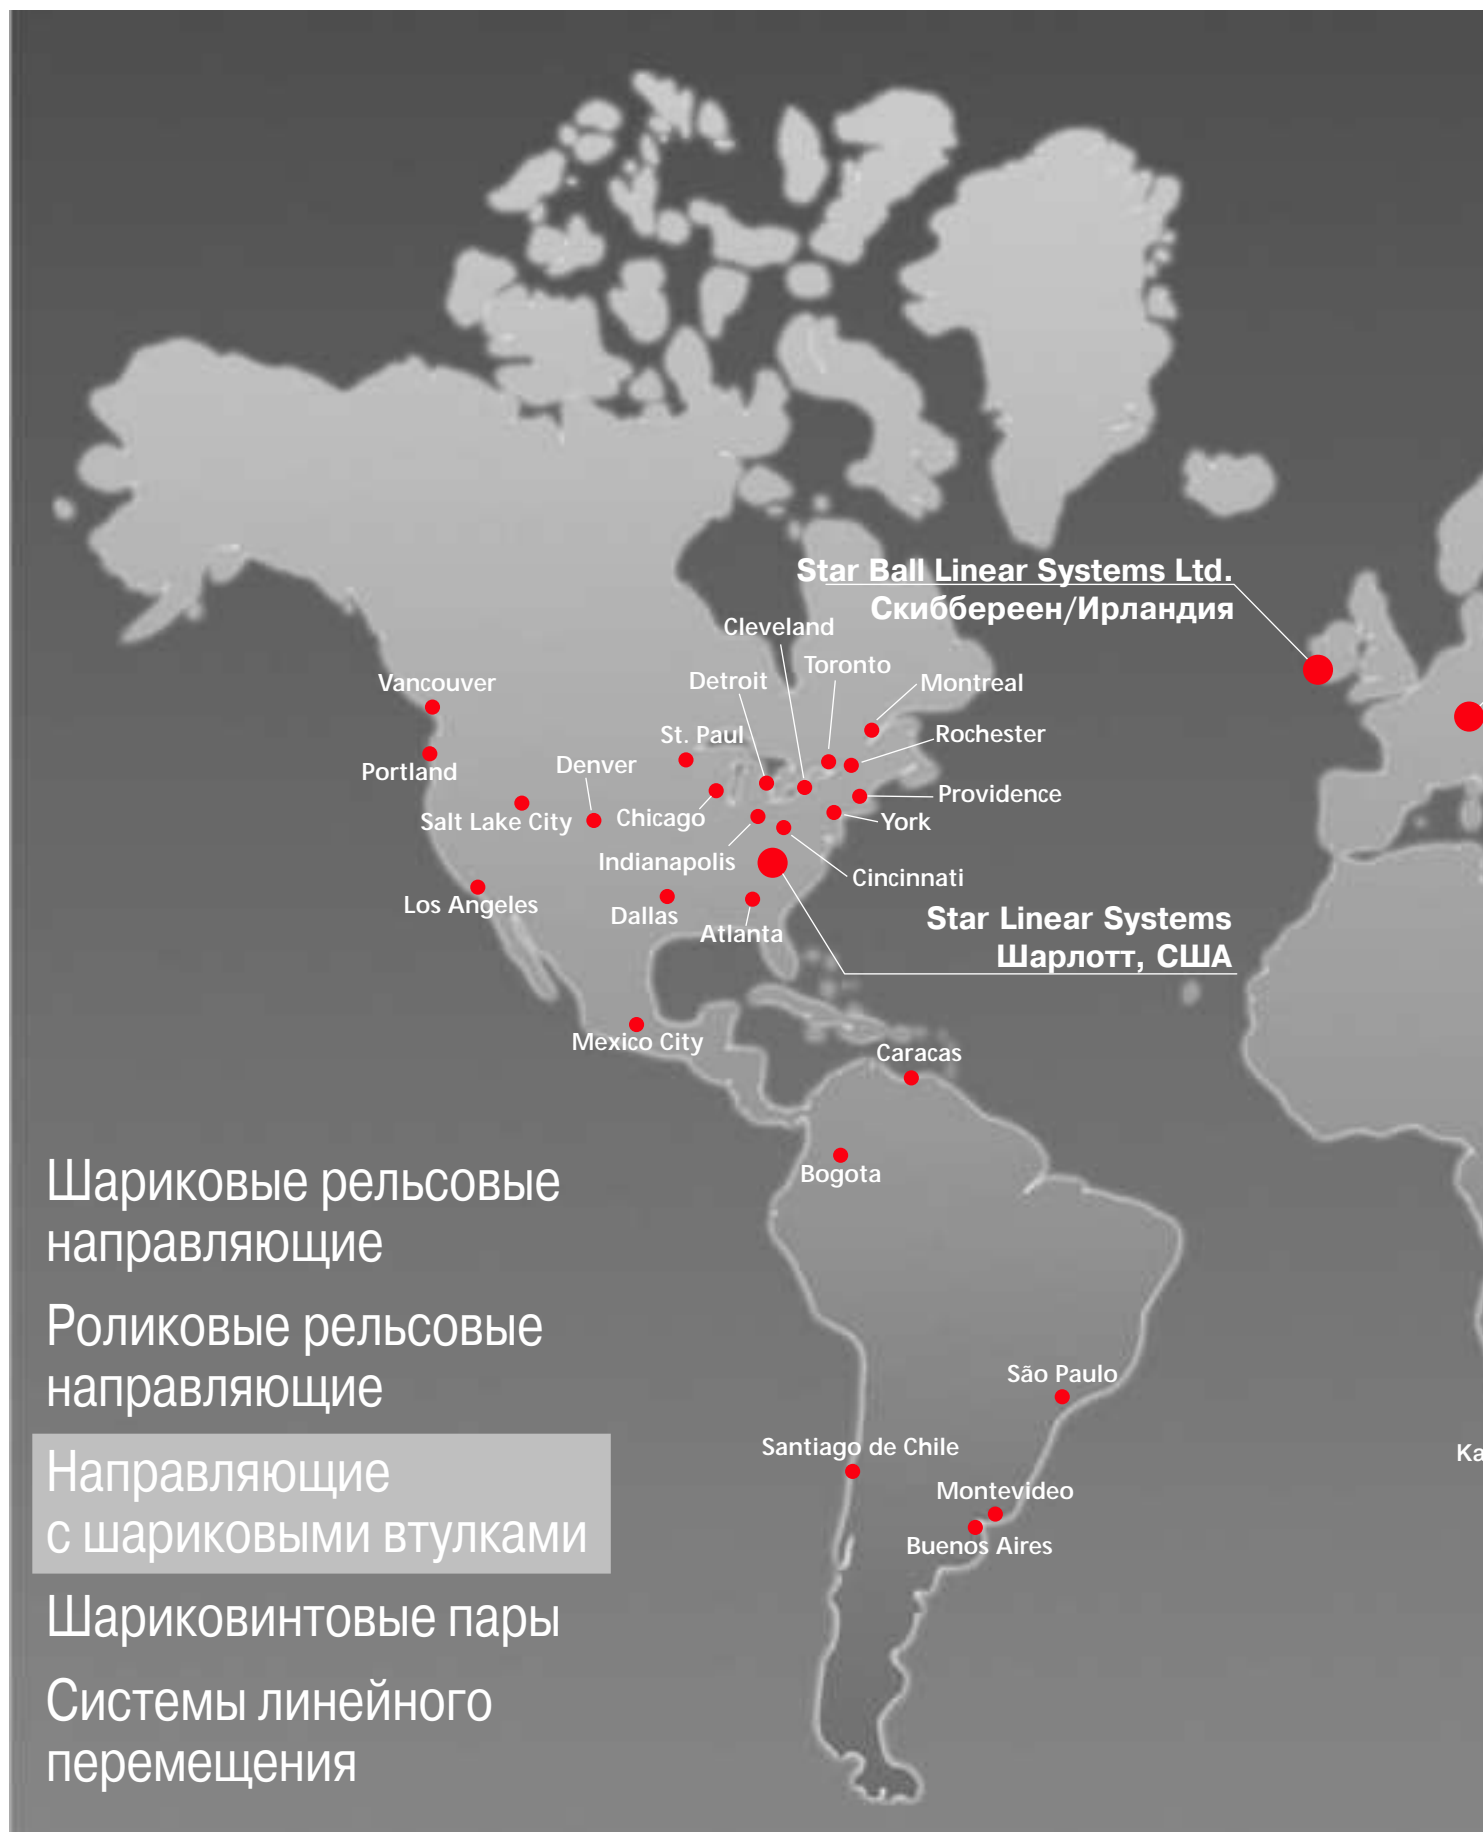 Star Ball Linear Systems Ltd.
Скиббереен/Ирландия
Cleveland
Toronto
Detroit
Montreal
Vancouver
St. Paul
Rochester
Portland
Denver
Providence
Salt Lake City
Chicago
York
Indianapolis
Cincinnati
Los Angeles
Dallas
Atlanta
Star Linear Systems
Шарлотт, США
Mexico City
Caracas
Bogota
Шариковые рельсовые
направляющие
Роликовые рельсовые
направляющие
São Paulo
Santiago de Chile
Montevideo
Buenos Aires
Ka
Направляющие
с шариковыми втулками
Шариковинтовые пары
Системы линейного
перемещения